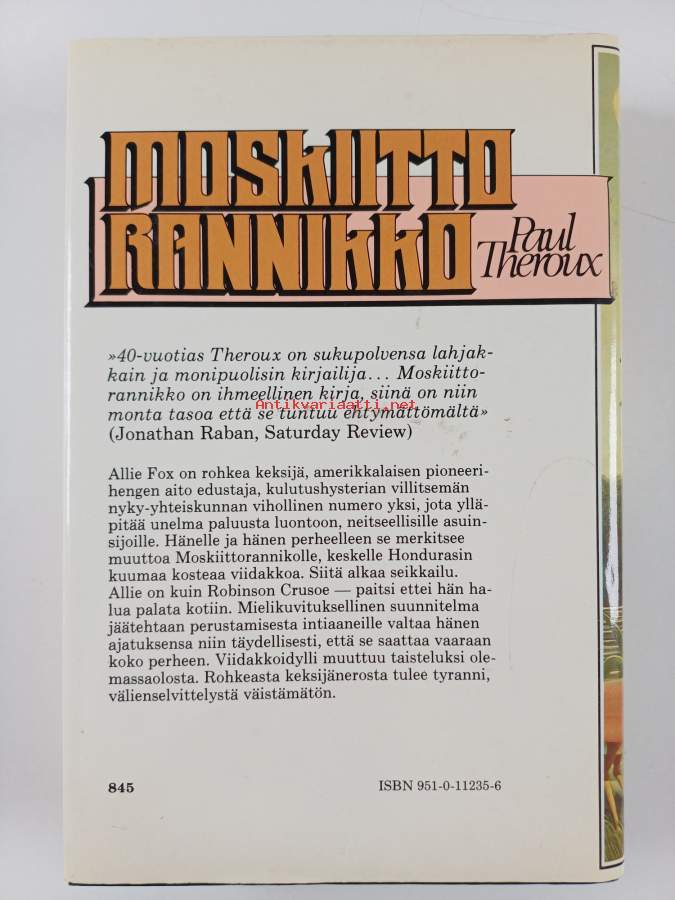 MOSKIITTO
RANNIKKO
Paul
Theroux
»40-vuotias Theroux on sukupolvensa lahjak-
kain ja monipuolisin kirjailija... Moskiitto-
rannikko on ihmeellinen kirja, siinä on niin
monta tasoa että se tuntuu ehtymättömältä»
Antikvariaatti.net
(Jonathan Raban, Saturday Review)
Allie Fox on rohkea keksijä, amerikkalaisen pioneeri-
hengen aito edustaja, kulutushysterian villitsemän
nyky-yhteiskunnan vihollinen numero yksi, jota yllä-
pitää unelma paluusta luontoon, neitseellisille asuin-
sijoille. Hänelle ja hänen perheelleen se merkitsee
muuttoa Moskiittorannikolle, keskelle Hondurasin
kuumaa kosteaa viidakkoa. Siitä alkaa seikkailu.
Allie on kuin Robinson Crusoe — paitsi ettei hän ha-
lua palata kotiin. Mielikuvituksellinen suunnitelma
jäätehtaan perustamisesta intiaaneille valtaa hänen
ajatuksensa niin täydellisesti, että se saattaa vaaraan
koko perheen. Viidakkoidylli muuttuu taisteluksi ole-
massaolosta. Rohkeasta keksijänerosta tulee tyranni,
välienselvittelystä väistämätön.
845
ISBN 951-0-11235-6